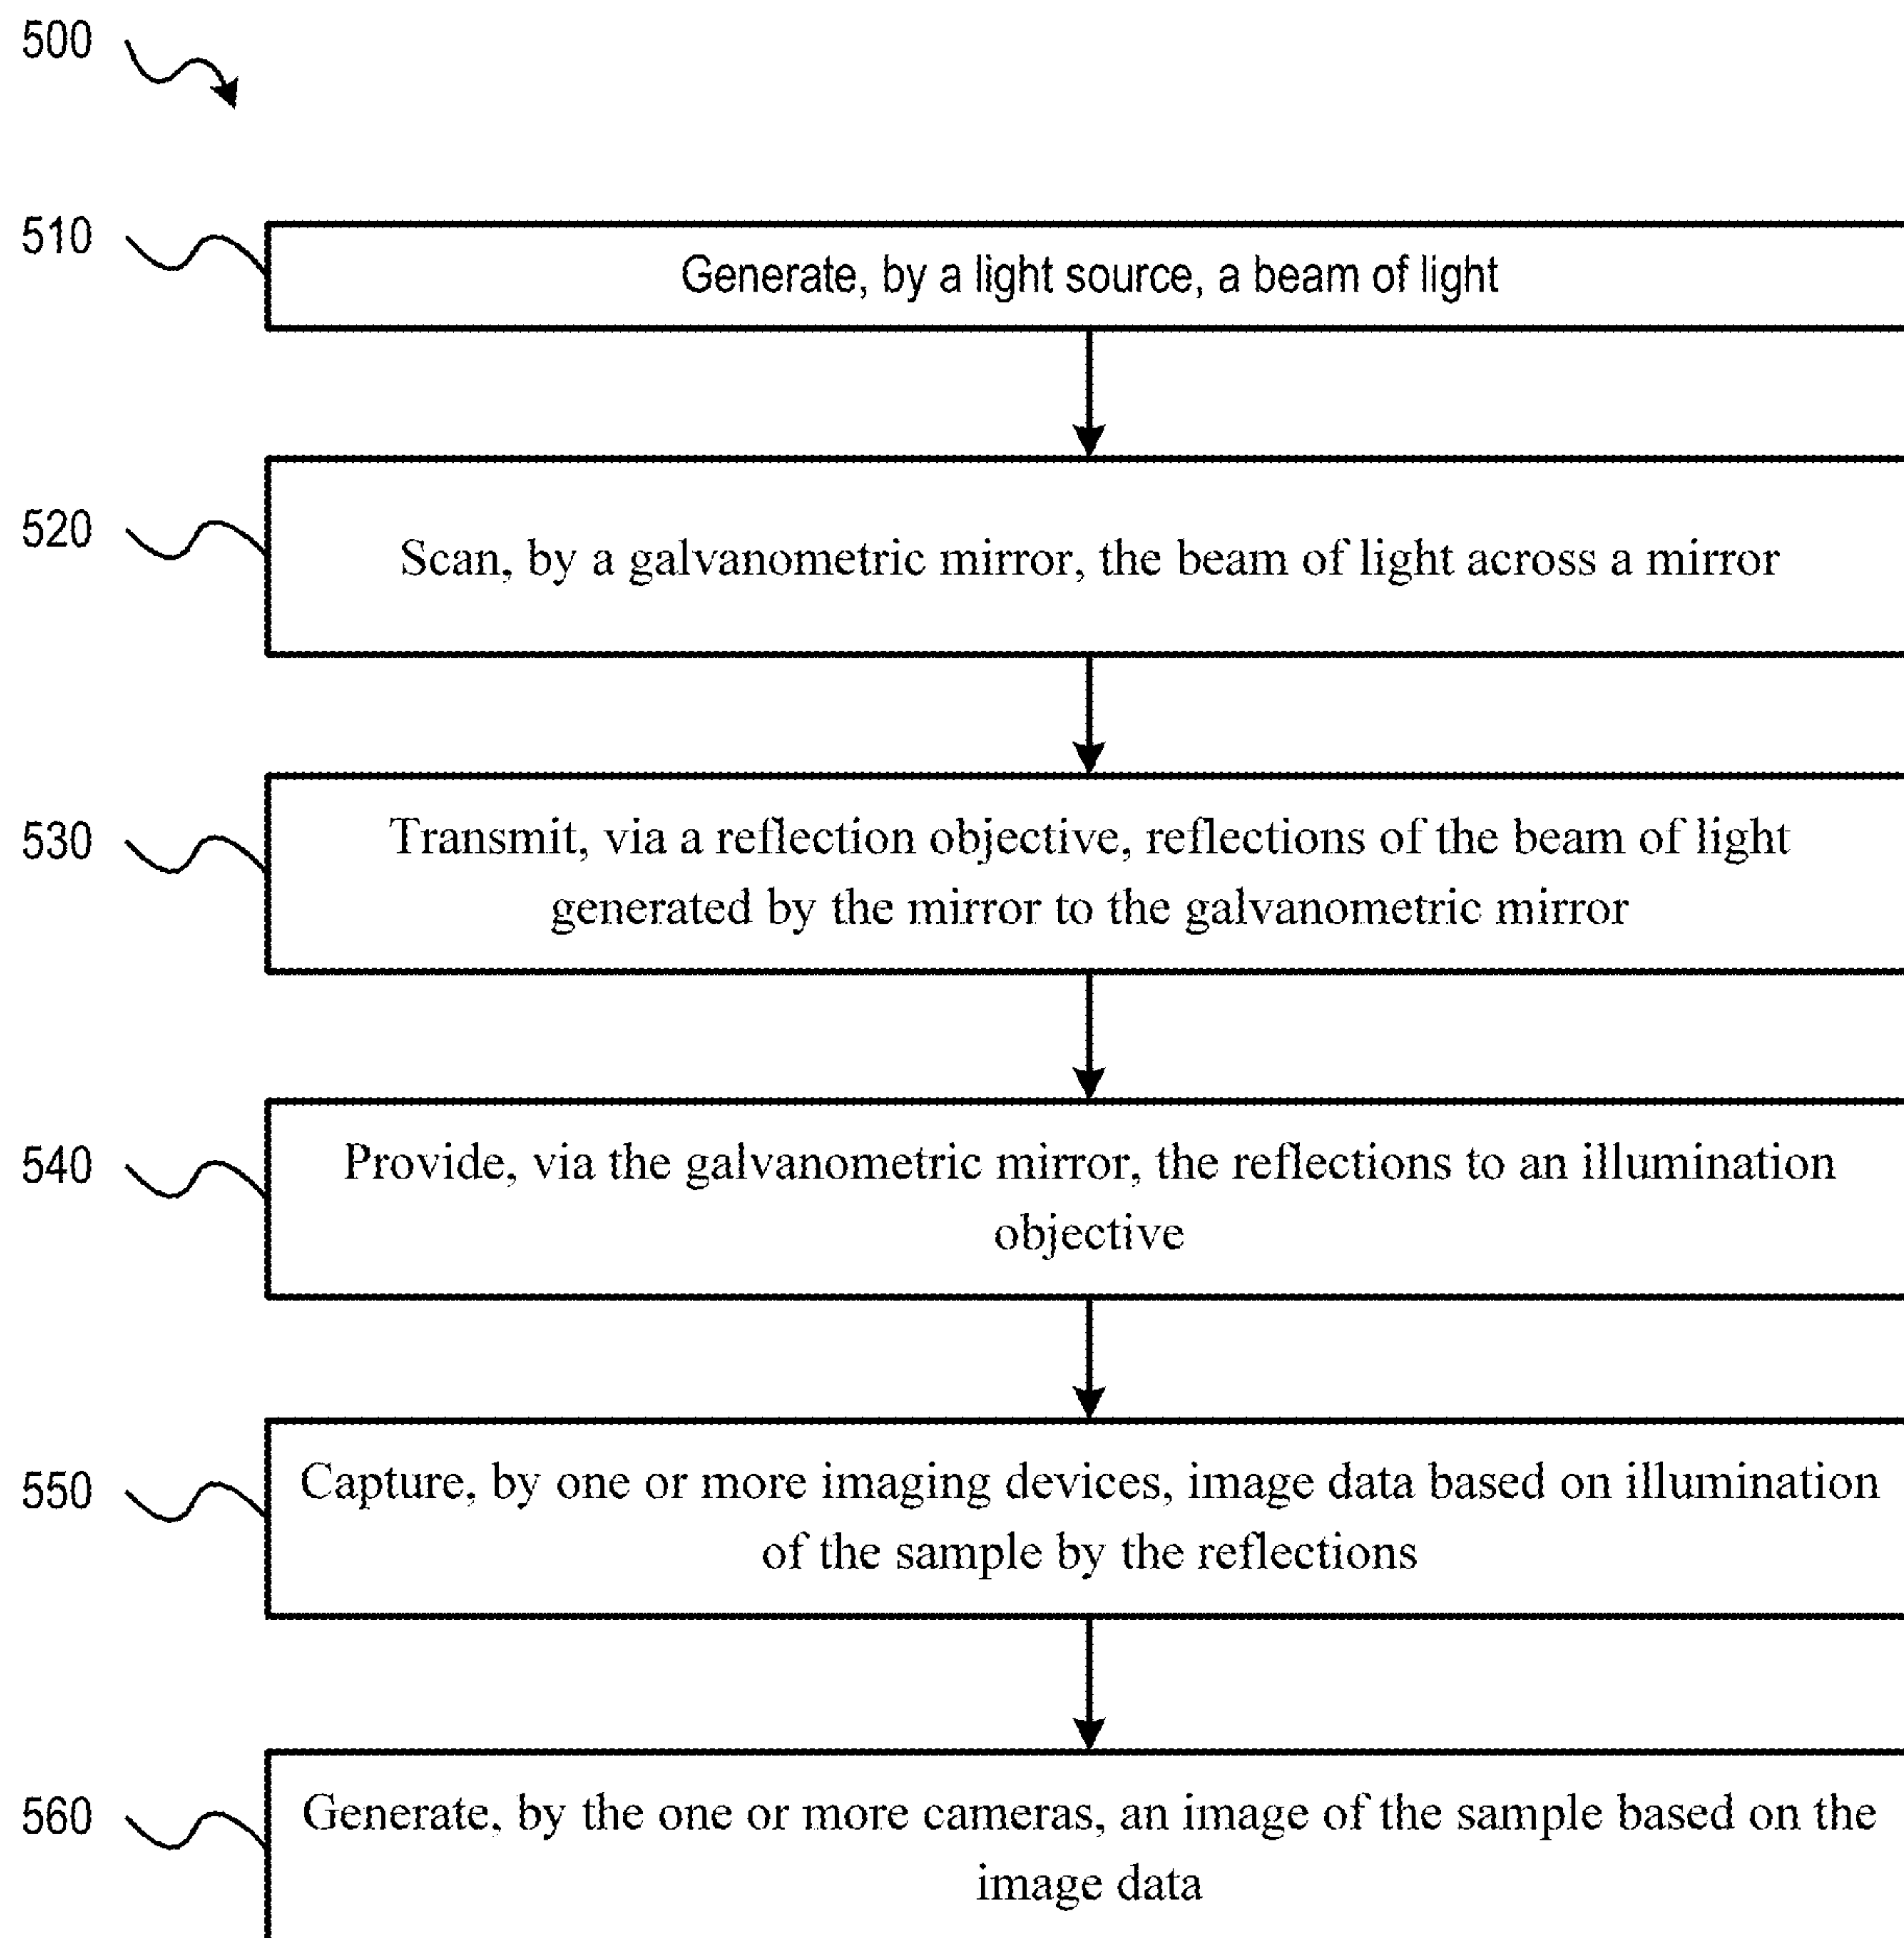 500
510
Generate, by a light source, a beam of light
520
Scan, by a galvanometric mirror, the beam of light across a mirror
530
Transmit, via a reflection objective, reflections of the beam of light
generated by the mirror to the galvanometric mirror
540
Provide, via the galvanometric mirror, the reflections to an illumination
objective
550
Capture, by one or more imaging devices, image data based on illumination
of the sample by the reflections
560
Generate, by the one or more cameras, an image of the sample based on the
image data